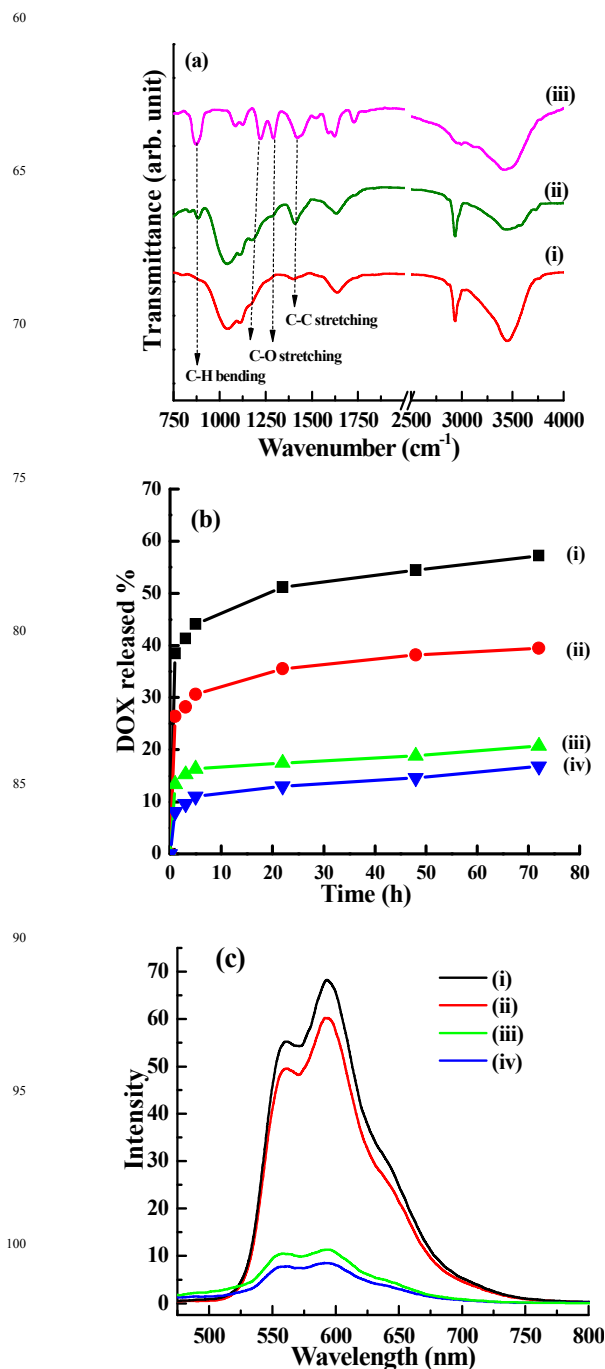 60
65
70
75
80
85
90
95
100
(a)
(iii)
(ii)
(i)
C-C stretching
C-O stretching
C-H bending
Transmittance (arb. unit)
750 1000 1250 1500 1750 2500 3000 3500 4000
Wavenumber (cm-1)
(b)
70
60
50
40
30
20
10
0
(i)
(ii)
(iii)
(iv)
DOX released %
0 10 20 30 40 50 60 70 80
Time (h)
(c)
70
60
50
40
30
20
10
0
(i)
(ii)
(iii)
(iv)
Intensity
500 550 600 650 700 750 800
Wavelength (nm)